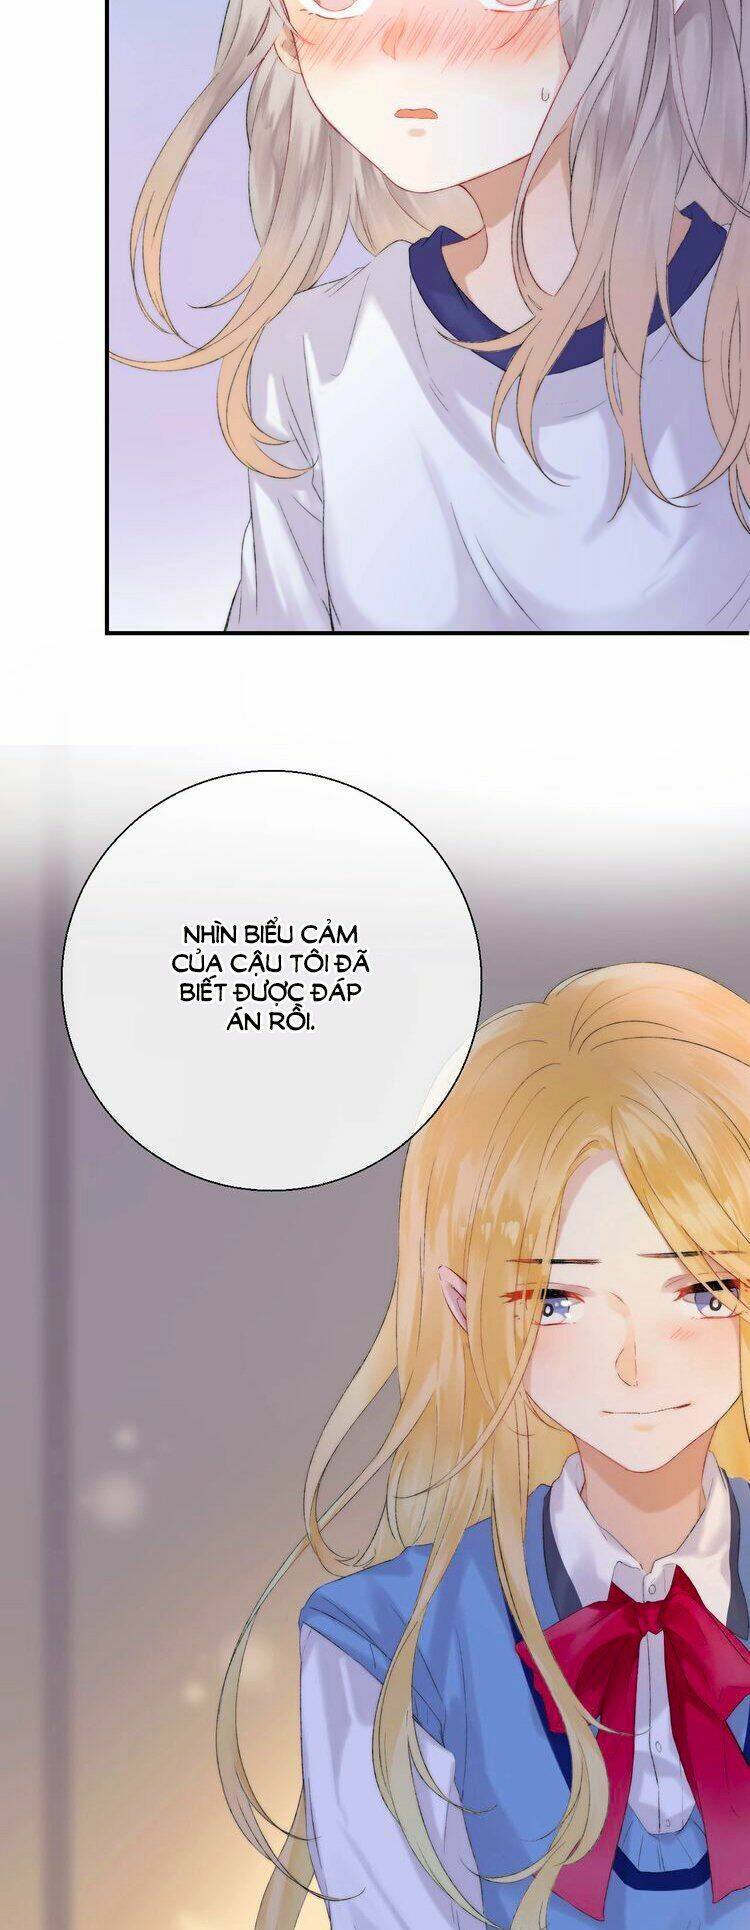 NHÌN BIỂU CẢM
CỦA CẬU TÔI ĐÃ
BIẾT ĐƯỢC ĐÁP
ÁN RỒI.